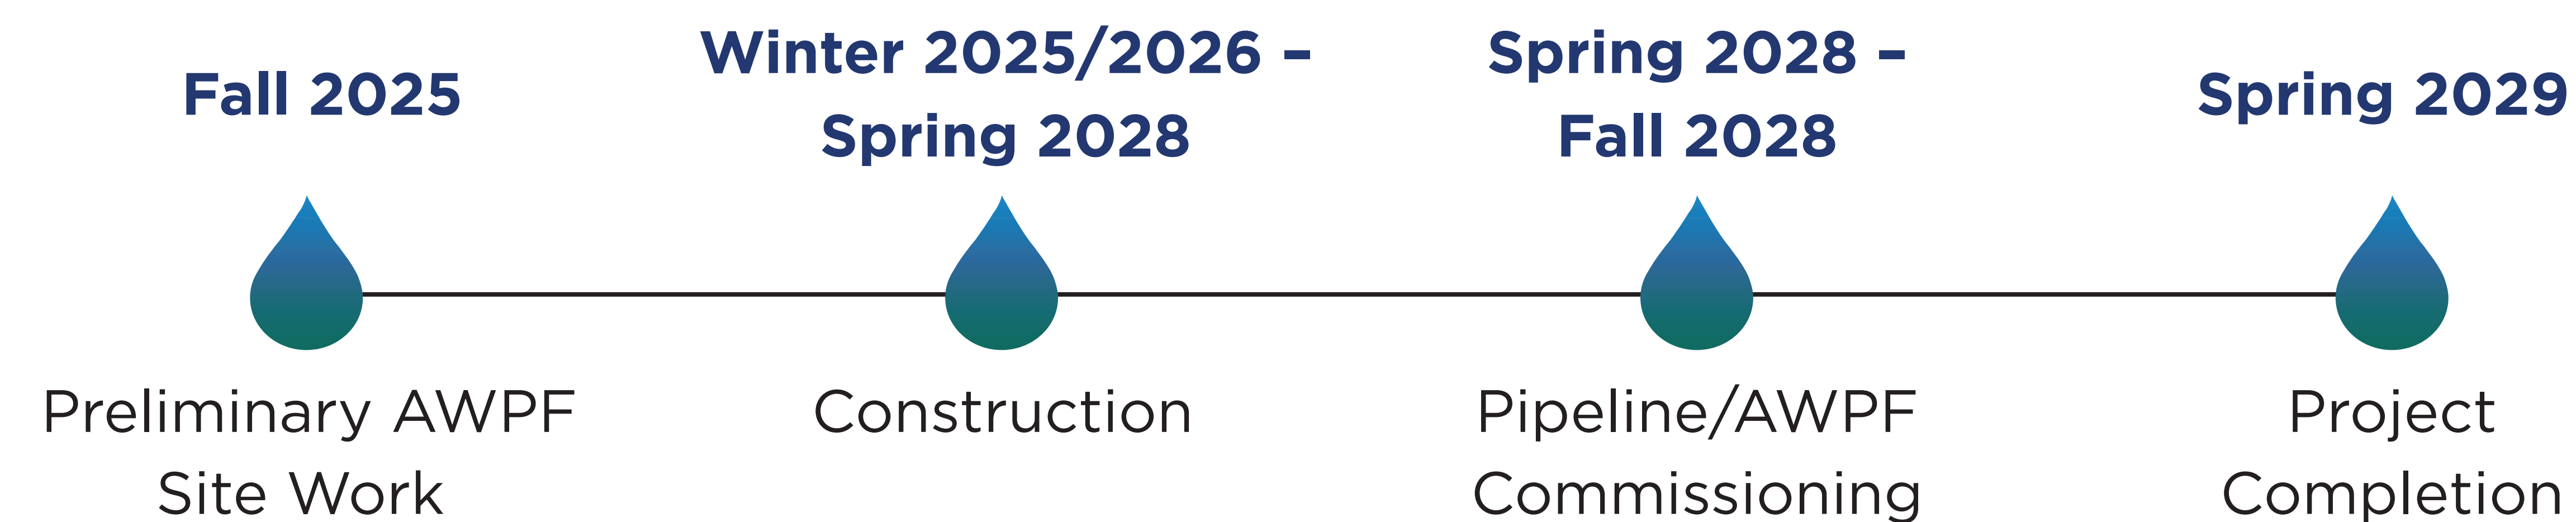 Fall 2025
Preliminary AWPF
Site Work
Winter 2025/2026 –
Spring 2028
Construction
Spring 2028 –
Fall 2028
Pipeline/AWPF
Commissioning
Spring 2029
Project
Completion